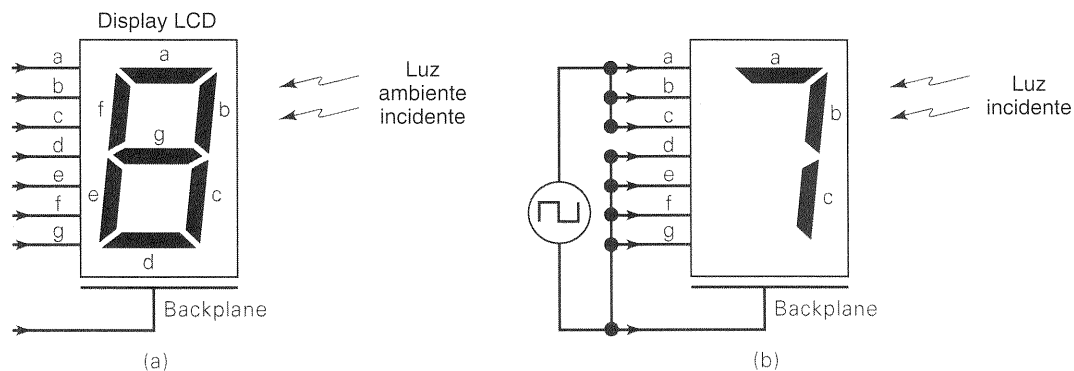 Display LCD
a
b
c
d
e
f
g
a
b
c
d
e
f
g
Luz
ambiente
incidente
Backplane
(a)
a
b
c
d
e
f
g
a
b
c
Luz
incidente
Backplane
(b)